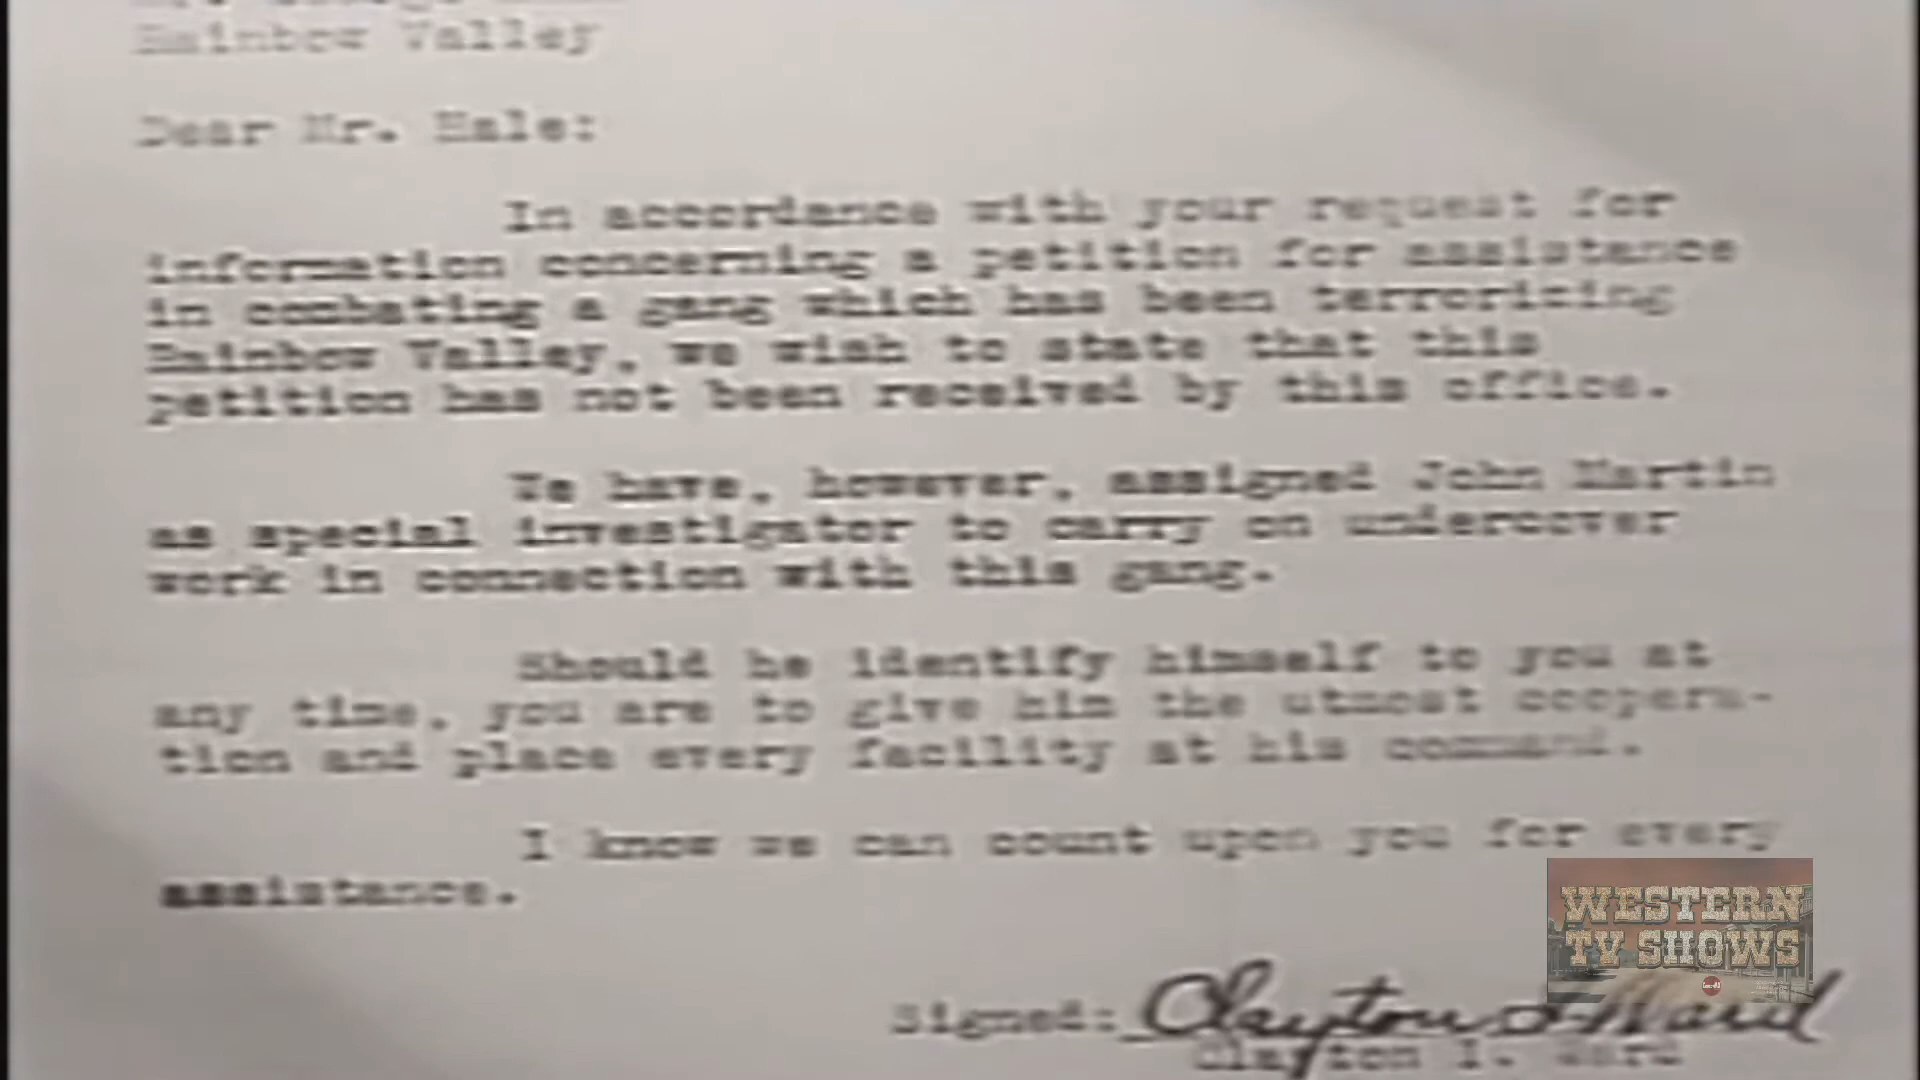 Rainbow Valley
Dear Mr. Hale:
In accordance with your request for
information concerning a petition for assistance
in combating a gang which has been terrorizing
Rainbow Valley, we wish to state that this
petition has not been received by this office.
We have, however, assigned John Martin
as special investigator to carry on undercover
work in connection with this gang.
Should he identify himself to you at
any time, you are to give him the utmost coopera-
tion and place every facility at his command.
I know we can count upon you for every
assistance.
WESTERN
TV SHOWS
Signed: Clayton I. Ward
Clayton I. Ward